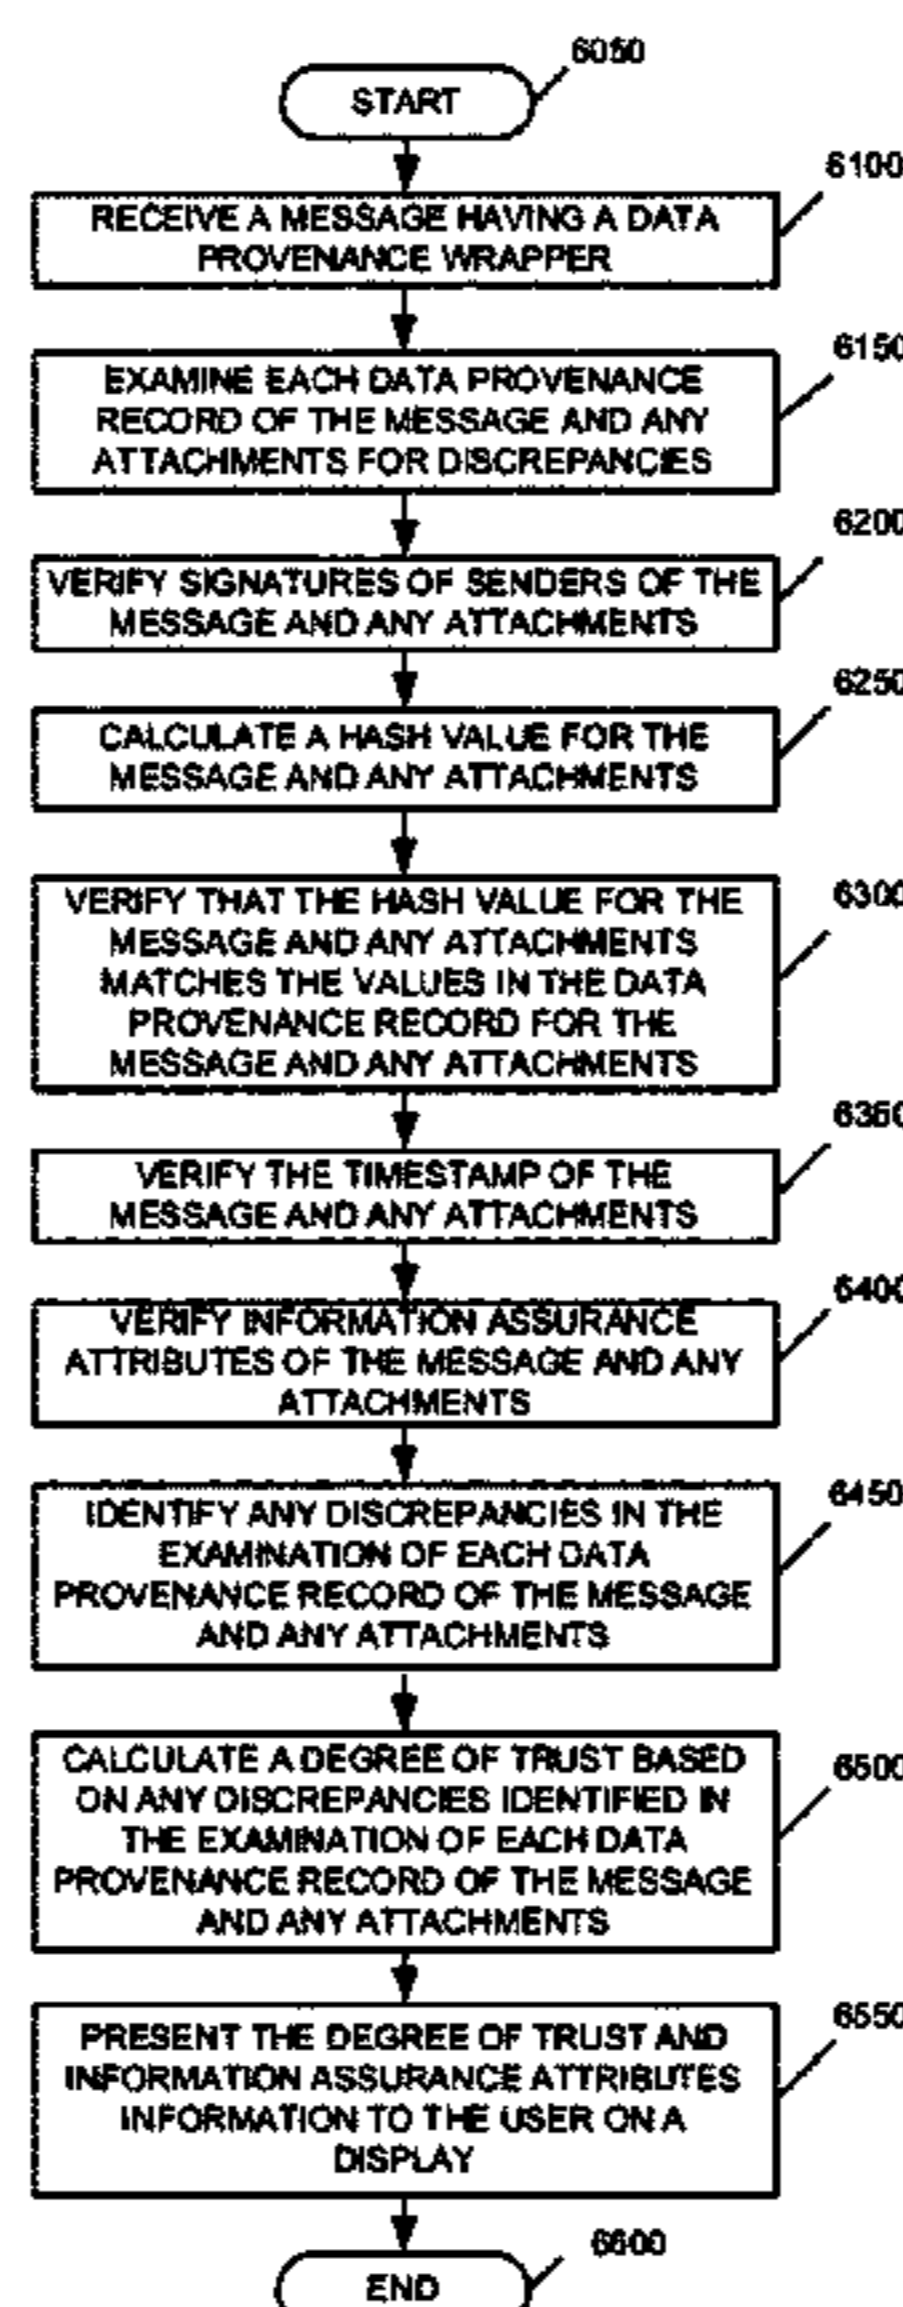 6050
START
6100
RECEIVE A MESSAGE HAVING A DATA
PROVENANCE WRAPPER
6150
EXAMINE EACH DATA PROVENANCE
RECORD OF THE MESSAGE AND ANY
ATTACHMENTS FOR DISCREPANCIES
6200
VERIFY SIGNATURES OF SENDERS OF THE
MESSAGE AND ANY ATTACHMENTS
6250
CALCULATE A HASH VALUE FOR THE
MESSAGE AND ANY ATTACHMENTS
6300
VERIFY THAT THE HASH VALUE FOR THE
MESSAGE AND ANY ATTACHMENTS
MATCHES THE VALUES IN THE DATA
PROVENANCE RECORD FOR THE
MESSAGE AND ANY ATTACHMENTS
6350
VERIFY THE TIMESTAMP OF THE
MESSAGE AND ANY ATTACHMENTS
6400
VERIFY INFORMATION ASSURANCE
ATTRIBUTES OF THE MESSAGE AND ANY
ATTACHMENTS
6450
IDENTIFY ANY DISCREPANCIES IN THE
EXAMINATION OF EACH DATA
PROVENANCE RECORD OF THE MESSAGE
AND ANY ATTACHMENTS
6500
CALCULATE A DEGREE OF TRUST BASED
ON ANY DISCREPANCIES IDENTIFIED IN
THE EXAMINATION OF EACH DATA
PROVENANCE RECORD OF THE MESSAGE
AND ANY ATTACHMENTS
6550
PRESENT THE DEGREE OF TRUST AND
INFORMATION ASSURANCE ATTRIBUTES
INFORMATION TO THE USER ON A
DISPLAY
6600
END